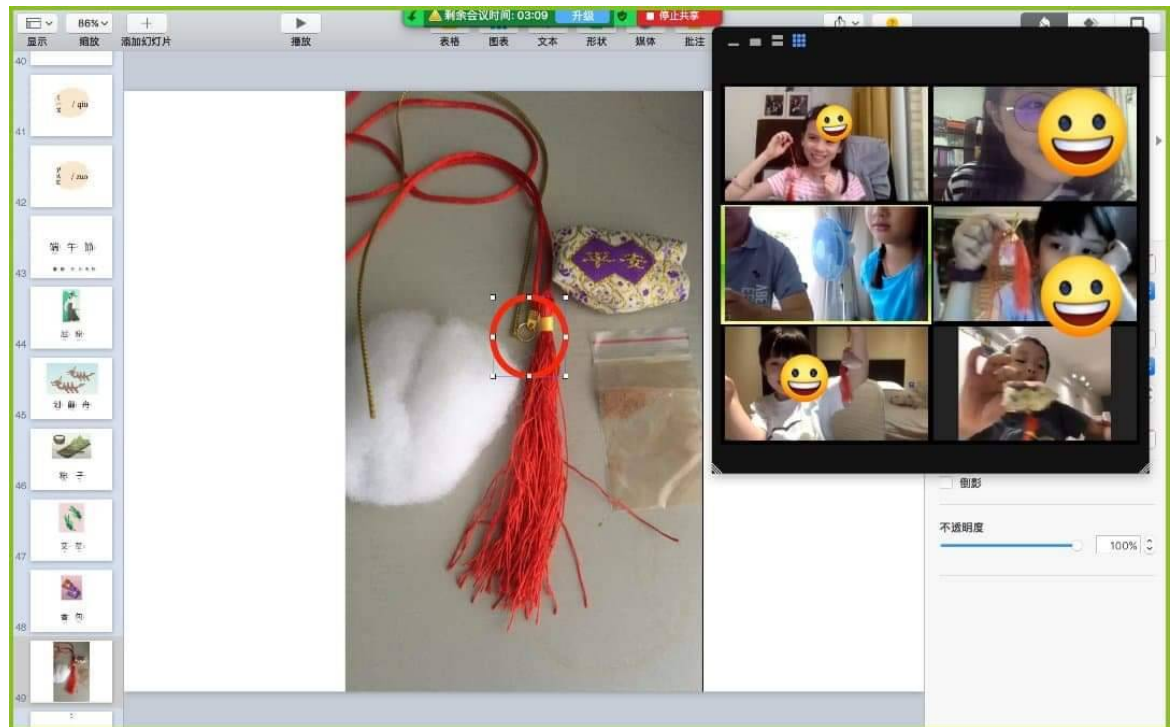 剩余会议时间: 03:09
升级
停止共享
86%
显示
缩放
添加幻灯片
播放
表格
图表
文本
形状
媒体
批注
40
/ qiu
41
/ zuo
42
端 午 节
43
44
划 龙 舟
45
粽 子
46
艾 草
47
香 包
48
49
平安
倒影
不透明度
100%